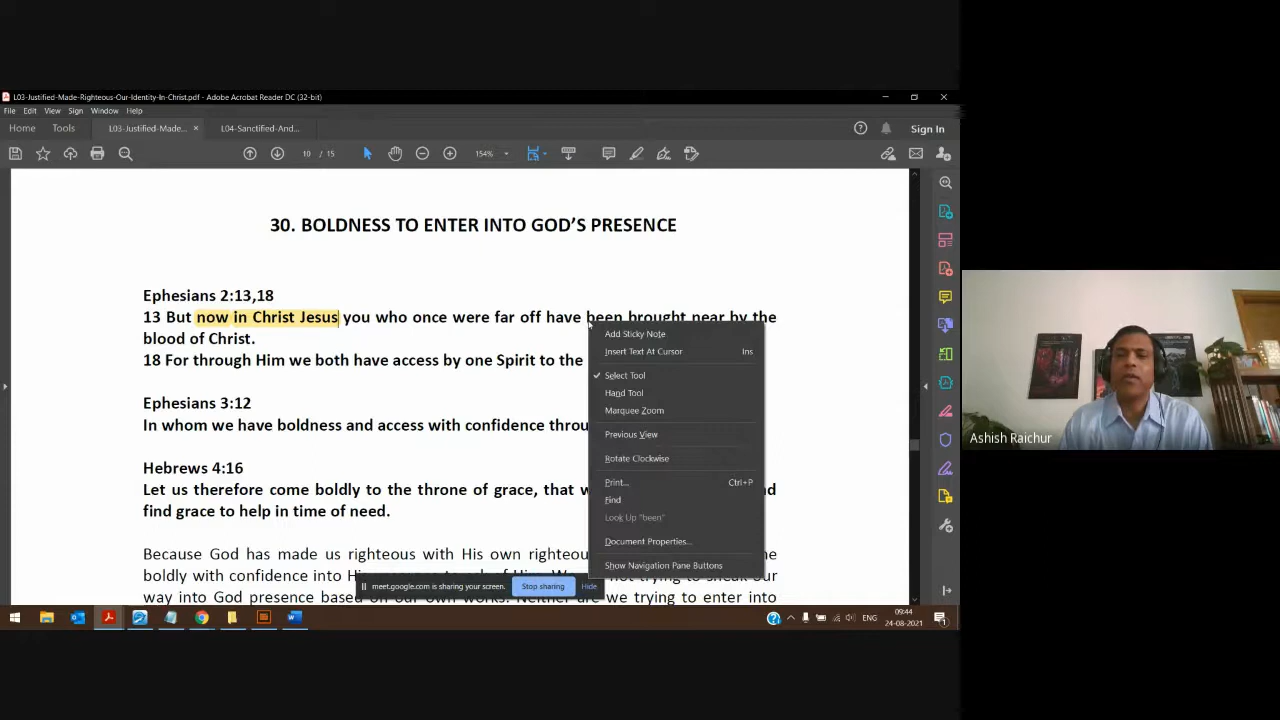 L03-Justified-Made-Righteous-Our-Identity-In-Christ.pdf - Adobe Acrobat Reader DC (32-bit)
File Edit View Sign Window Help
Home Tools L03-Justified-Made... × L04-Sanctified-And... Sign In
10 / 15 154%
30. BOLDNESS TO ENTER INTO GOD'S PRESENCE
Ephesians 2:13,18
13 But now in Christ Jesus you who once were far off have been brought near by the
blood of Christ.
18 For through Him we both have access by one Spirit to the
Ephesians 3:12
In whom we have boldness and access with confidence throu
Hebrews 4:16
Let us therefore come boldly to the throne of grace, that w
find grace to help in time of need.
Because God has made us righteous with His own righteou
boldly with confidence into
way into God presence based on our own works. Neither are we trying to enter into
Add Sticky Note
Insert Text At Cursor Ins
Select Tool
Hand Tool
Marquee Zoom
Previous View
Rotate Clockwise
Print... Ctrl+P
Find
Look Up "been"
Document Properties...
Show Navigation Pane Buttons
meet.google.com is sharing your screen. Stop sharing Hide
ENG 09:44
24-08-2021
Ashish Raichur